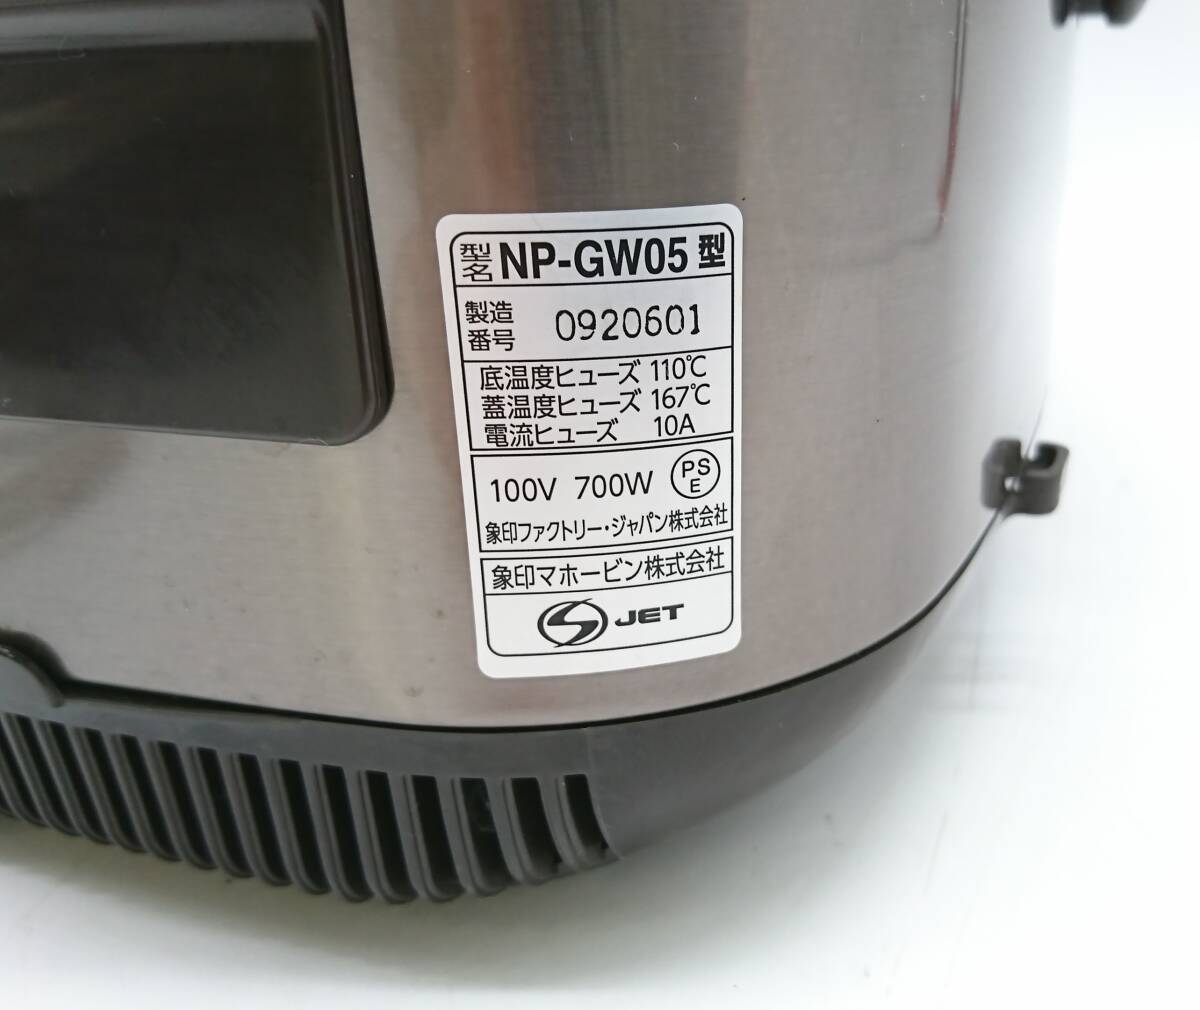 型名 NP-GW05 型
製造番号 0920601
底温度ヒューズ 110℃
蓋温度ヒューズ 167℃
電流ヒューズ 10A
100V 700W PSE
象印ファクトリー・ジャパン株式会社
象印マホービン株式会社
S JET